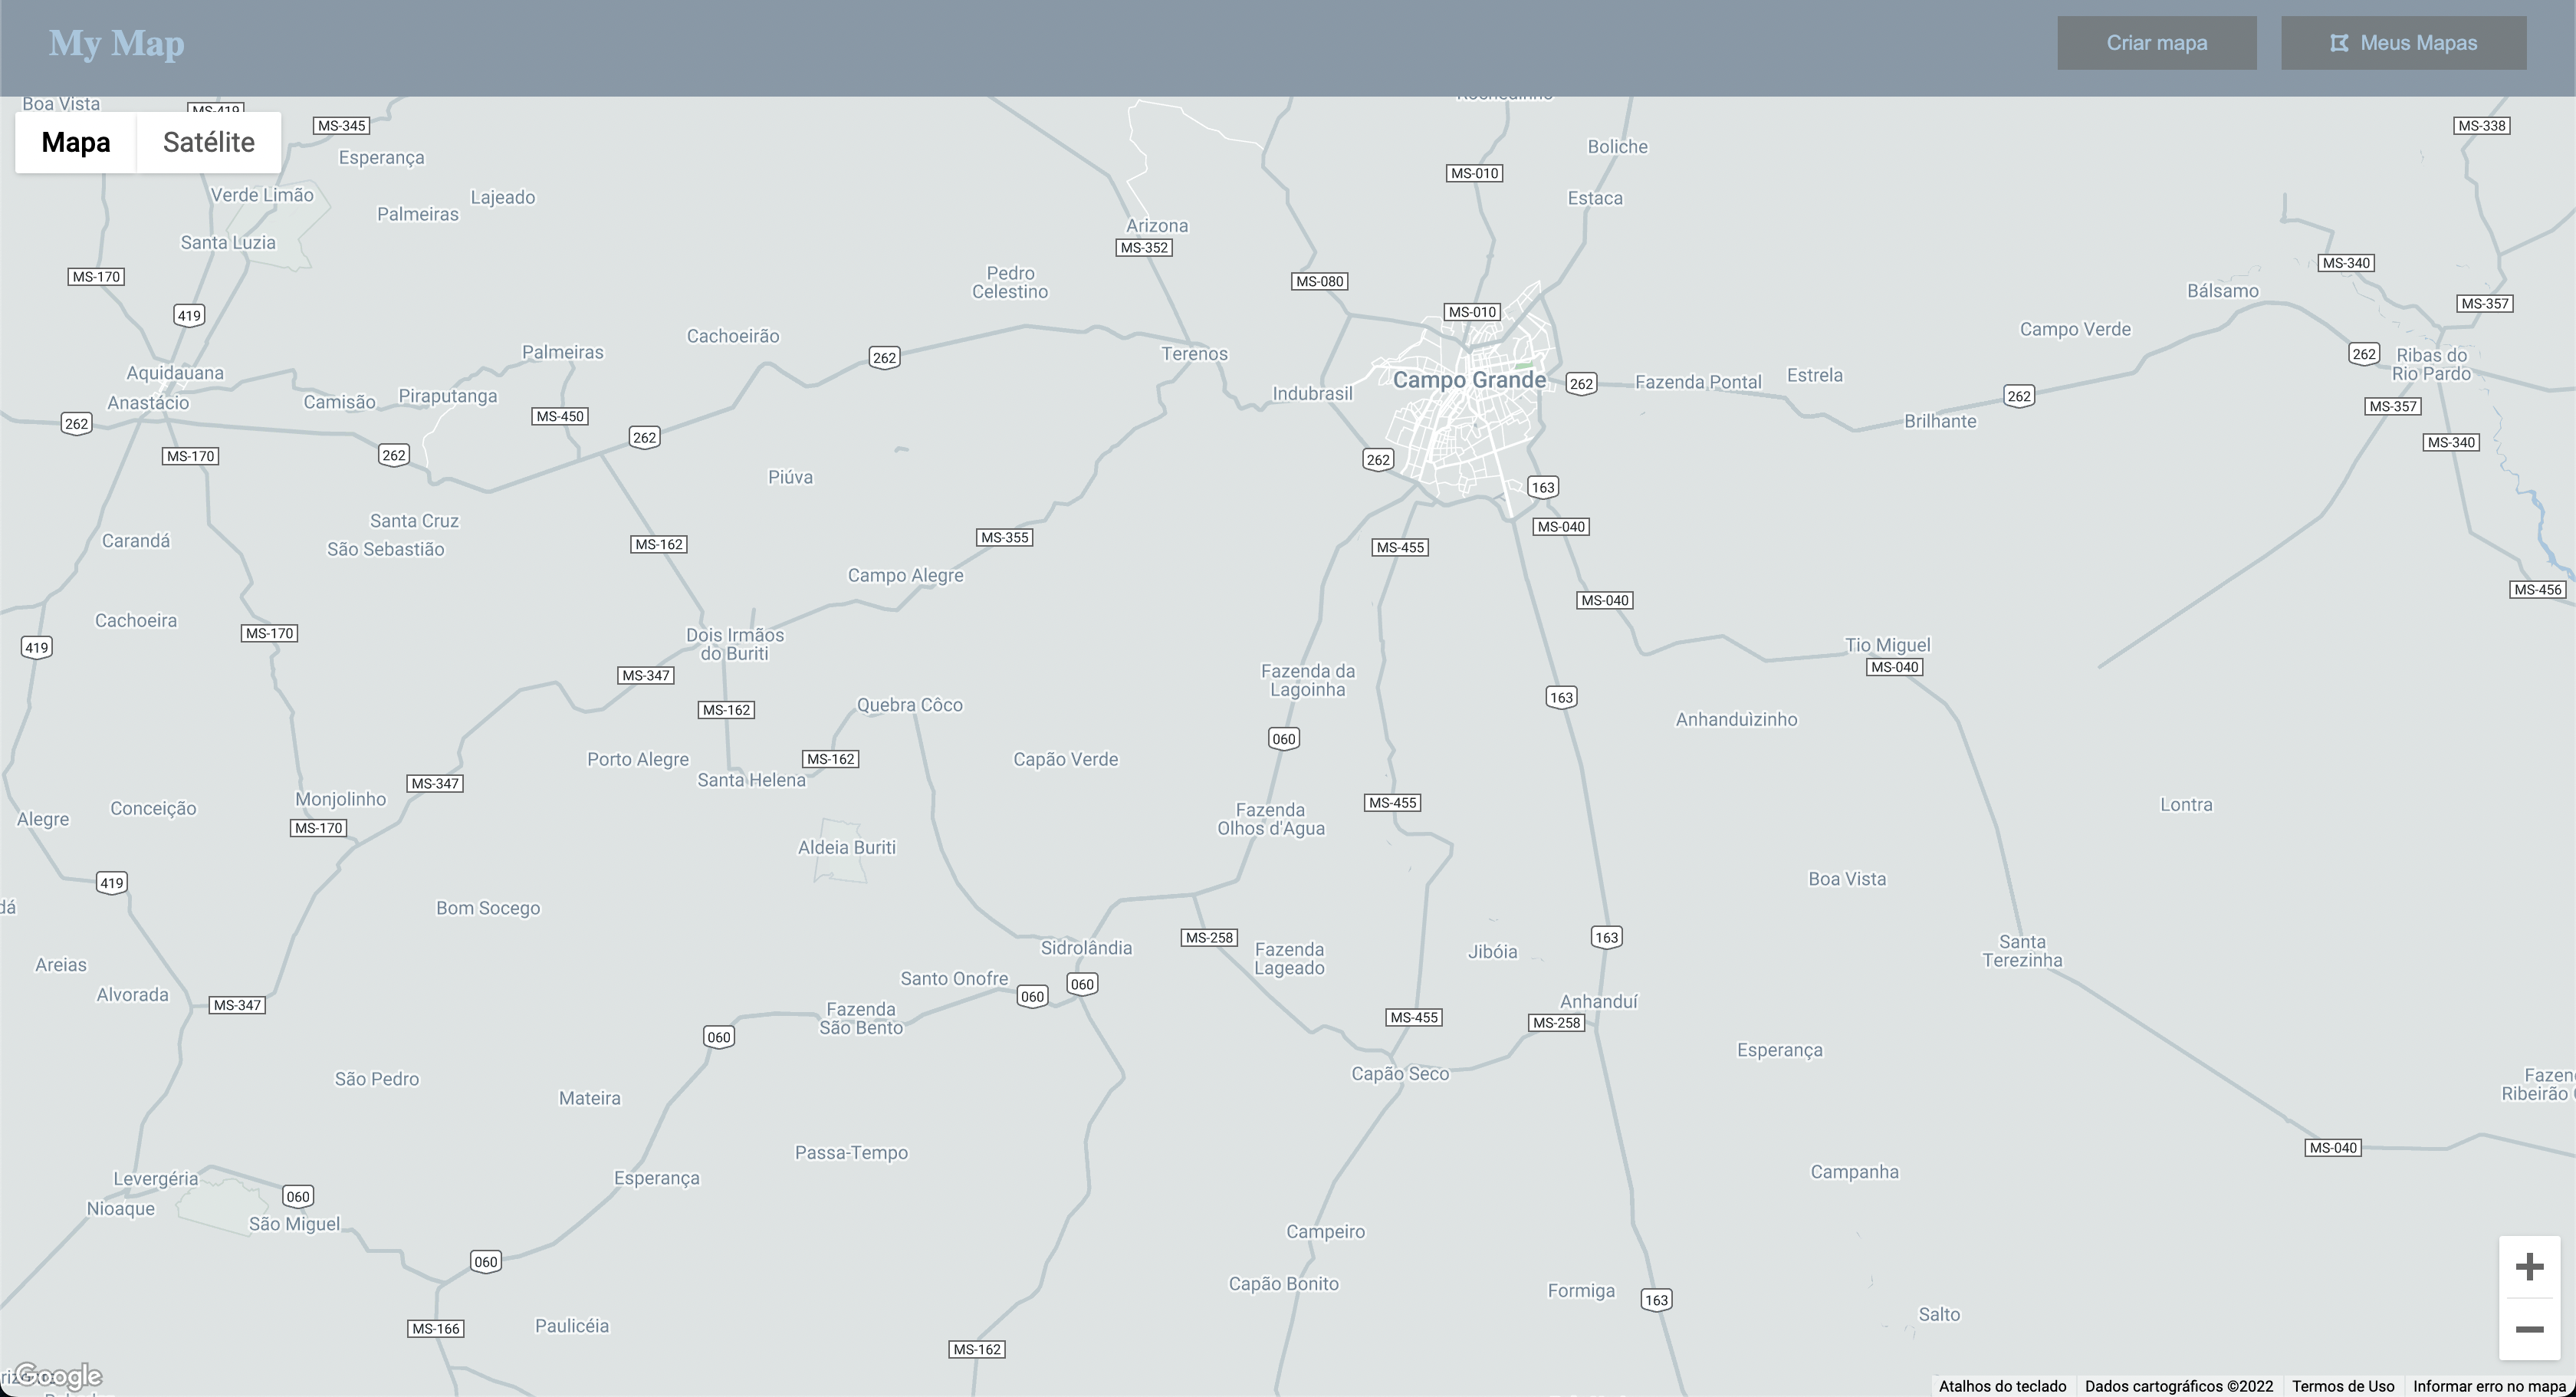 My Map
Criar mapa
Meus Mapas
Boa Vista
MS-419
MS-345
Mapa
Satélite
Esperança
Verde Limão
Lajeado
Palmeiras
Santa Luzia
MS-170
419
Boliche
MS-338
MS-010
Estaca
Arizona
MS-352
Pedro
Celestino
MS-080
MS-010
MS-340
Bálsamo
MS-357
Campo Verde
Cachoeirão
Palmeiras
262
Terenos
262
Ribas do
Rio Pardo
Aquidauana
Anastácio
Camisão
Piraputanga
MS-450
Indubrasil
Campo Grande
262
Fazenda Pontal
Estrela
262
Brilhante
MS-357
MS-340
262
262
262
MS-170
262
Piúva
163
Santa Cruz
São Sebastião
Carandá
MS-162
MS-355
MS-455
MS-040
Campo Alegre
MS-456
MS-040
Cachoeira
419
MS-170
Dois Irmãos
do Buriti
MS-347
Tio Miguel
MS-040
Fazenda da
Lagoinha
163
MS-162
Quebra Côco
Anhanduìzinho
060
Porto Alegre
MS-162
Santa Helena
Capão Verde
MS-347
Monjolinho
MS-170
Conceição
Alegre
MS-455
Lontra
Fazenda
Olhos d'Agua
Aldeia Buriti
419
Boa Vista
dá
Bom Socego
MS-258
163
Sidrolândia
Fazenda
Lageado
Jibóia
Santa
Terezinha
Areias
Santo Onofre
060
060
Alvorada
MS-347
Anhanduí
Fazenda
São Bento
MS-455
MS-258
060
Esperança
Capão Seco
São Pedro
Mateira
Fazen
Ribeirão
Passa-Tempo
MS-040
Levergéria
Esperança
Campanha
060
Nioaque
São Miguel
Campeiro
060
Capão Bonito
Formiga
163
Salto
MS-166
Paulicéia
MS-162
Google
Atalhos do teclado
Dados cartográficos ©2022
Termos de Uso
Informar erro no mapa